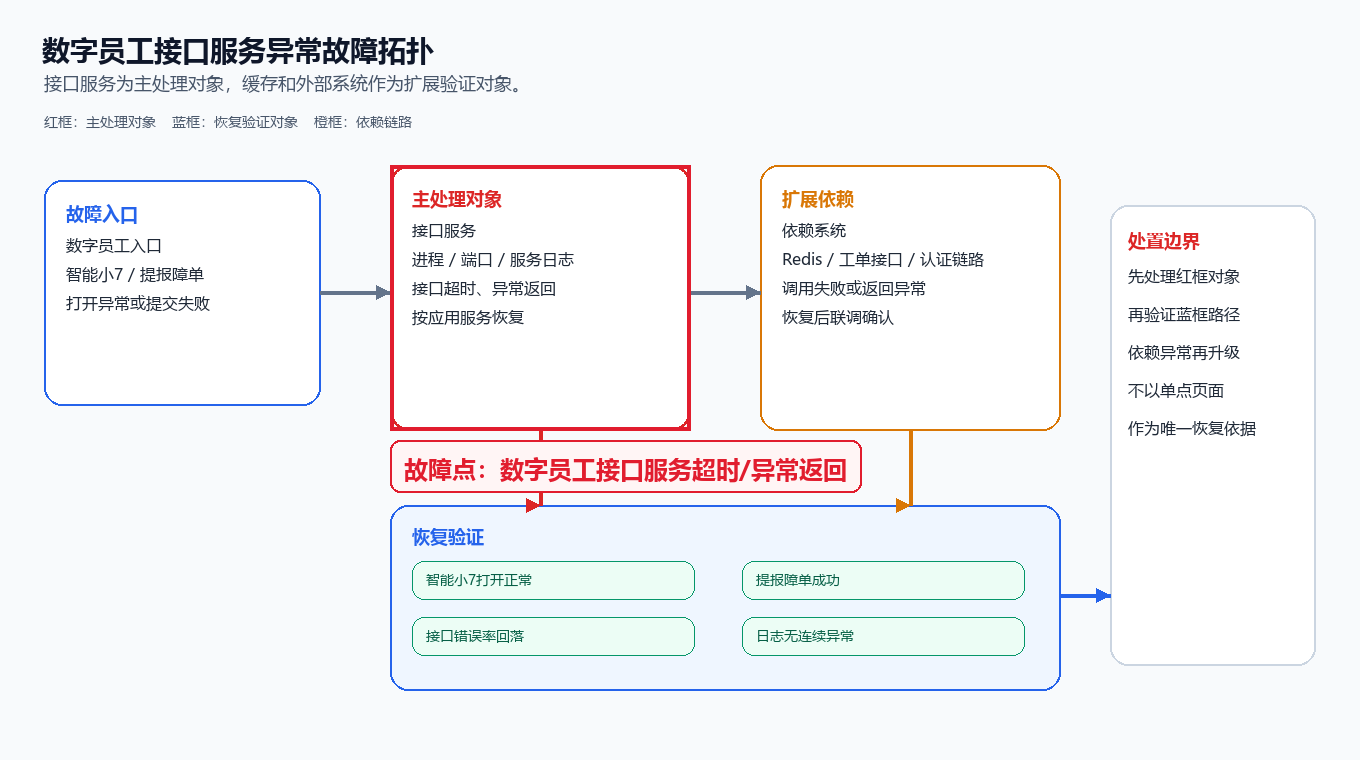 数字员工接口服务异常故障拓扑
接口服务为主处理对象，缓存和外部系统作为扩展验证对象。
红框：主处理对象 蓝框：恢复验证对象 橙框：依赖链路
故障入口
数字员工入口
智能小7 / 提报障单
打开异常或提交失败
主处理对象
接口服务
进程 / 端口 / 服务日志
接口超时、异常返回
按应用服务恢复
扩展依赖
依赖系统
Redis / 工单接口 / 认证链路
调用失败或返回异常
恢复后联调确认
处置边界
先处理红框对象
再验证蓝框路径
依赖异常再升级
不以单点页面
作为唯一恢复依据
故障点：数字员工接口服务超时/异常返回
恢复验证
智能小7打开正常
提报障单成功
接口错误率回落
日志无连续异常